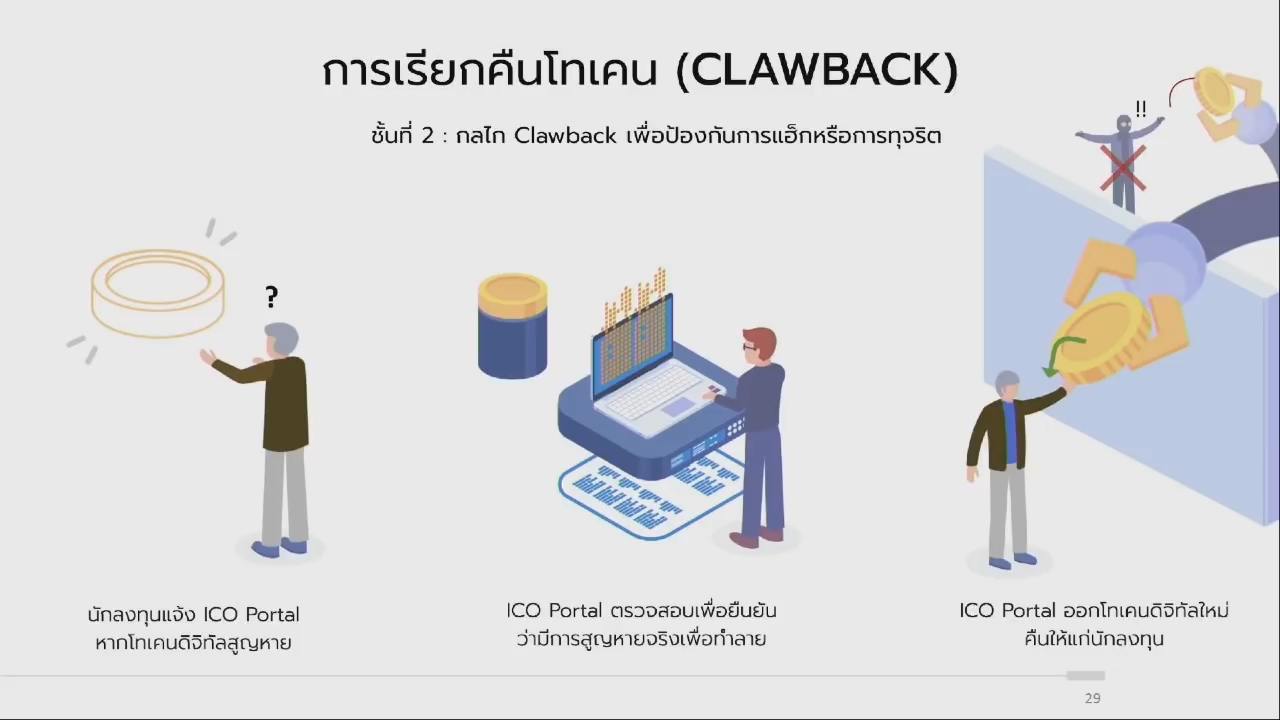 การเรียกคืนโทเคน (CLAWBACK)
ชั้นที่ 2 : กลไก Clawback เพื่อป้องกันการแฮ็กหรือการทุจริต
!!
?
นักลงทุนแจ้ง ICO Portal
หากโทเคนดิจิทัลสูญหาย
ICO Portal ตรวจสอบเพื่อยืนยัน
ว่ามีการสูญหายจริงเพื่อทำลาย
ICO Portal ออกโทเคนดิจิทัลใหม่
คืนให้แก่นักลงทุน
29